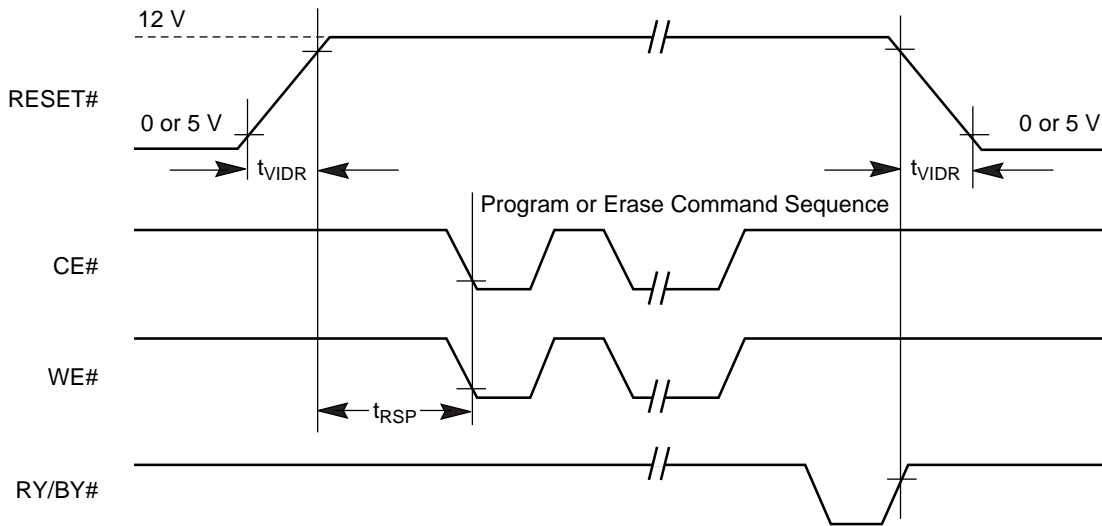 12 V
RESET#
0 or 5 V
0 or 5 V
tVIDR
tVIDR
Program or Erase Command Sequence
CE#
WE#
tRSP
RY/BY#